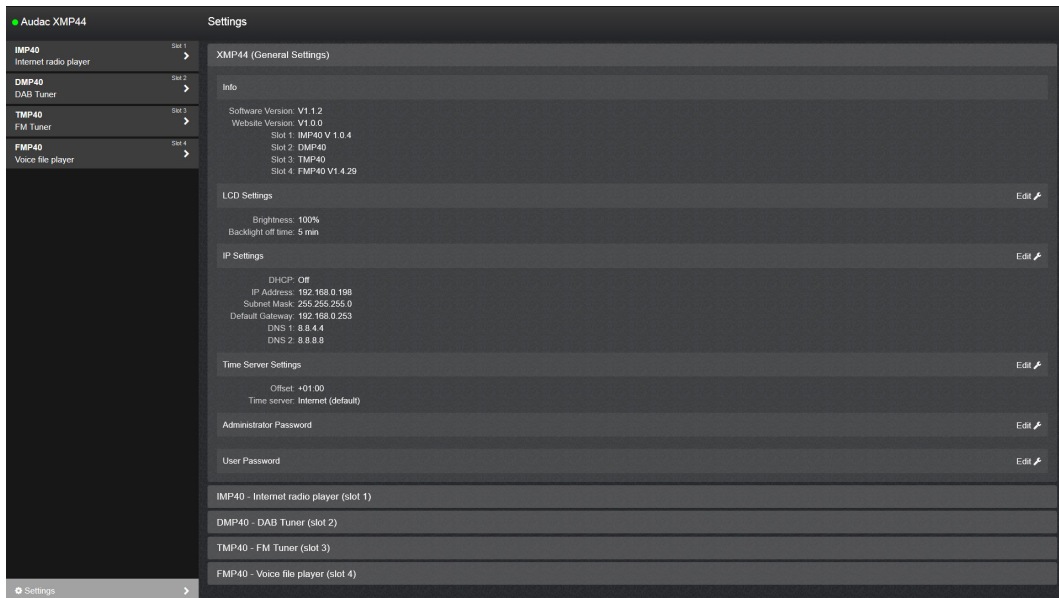 Audac XMP44
Settings
IMP40
Slot 1
Internet radio player
DMP40
Slot 2
DAB Tuner
TMP40
Slot 3
FM Tuner
FMP40
Slot 4
Voice file player
Settings
XMP44 (General Settings)
Info
Software Version: V1.1.2
Website Version: V1.0.0
Slot 1: IMP40 V 1.0.4
Slot 2: DMP40
Slot 3: TMP40
Slot 4: FMP40 V1.4.29
LCD Settings Edit
Brightness: 100%
Backlight off time: 5 min
IP Settings Edit
DHCP: Off
IP Address: 192.168.0.198
Subnet Mask: 255.255.255.0
Default Gateway: 192.168.0.253
DNS 1: 8.8.4.4
DNS 2: 8.8.8.8
Time Server Settings Edit
Offset: +01:00
Time server: Internet (default)
Administrator Password Edit
User Password Edit
IMP40 - Internet radio player (slot 1)
DMP40 - DAB Tuner (slot 2)
TMP40 - FM Tuner (slot 3)
FMP40 - Voice file player (slot 4)